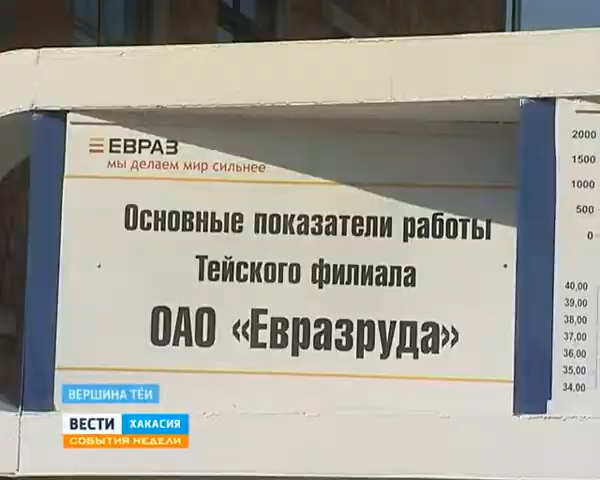 ЕВРАЗ
мы делаем мир сильнее
Основные показатели работы
Тейского филиала
ОАО «Евразруда»
2000
1500
1000
500
0
40,00
39,00
38,00
37,00
36,00
35,00
34,00
ВЕРШИНА ТЁИ
ВЕСТИ ХАКАСИЯ
СОБЫТИЯ НЕДЕЛИ